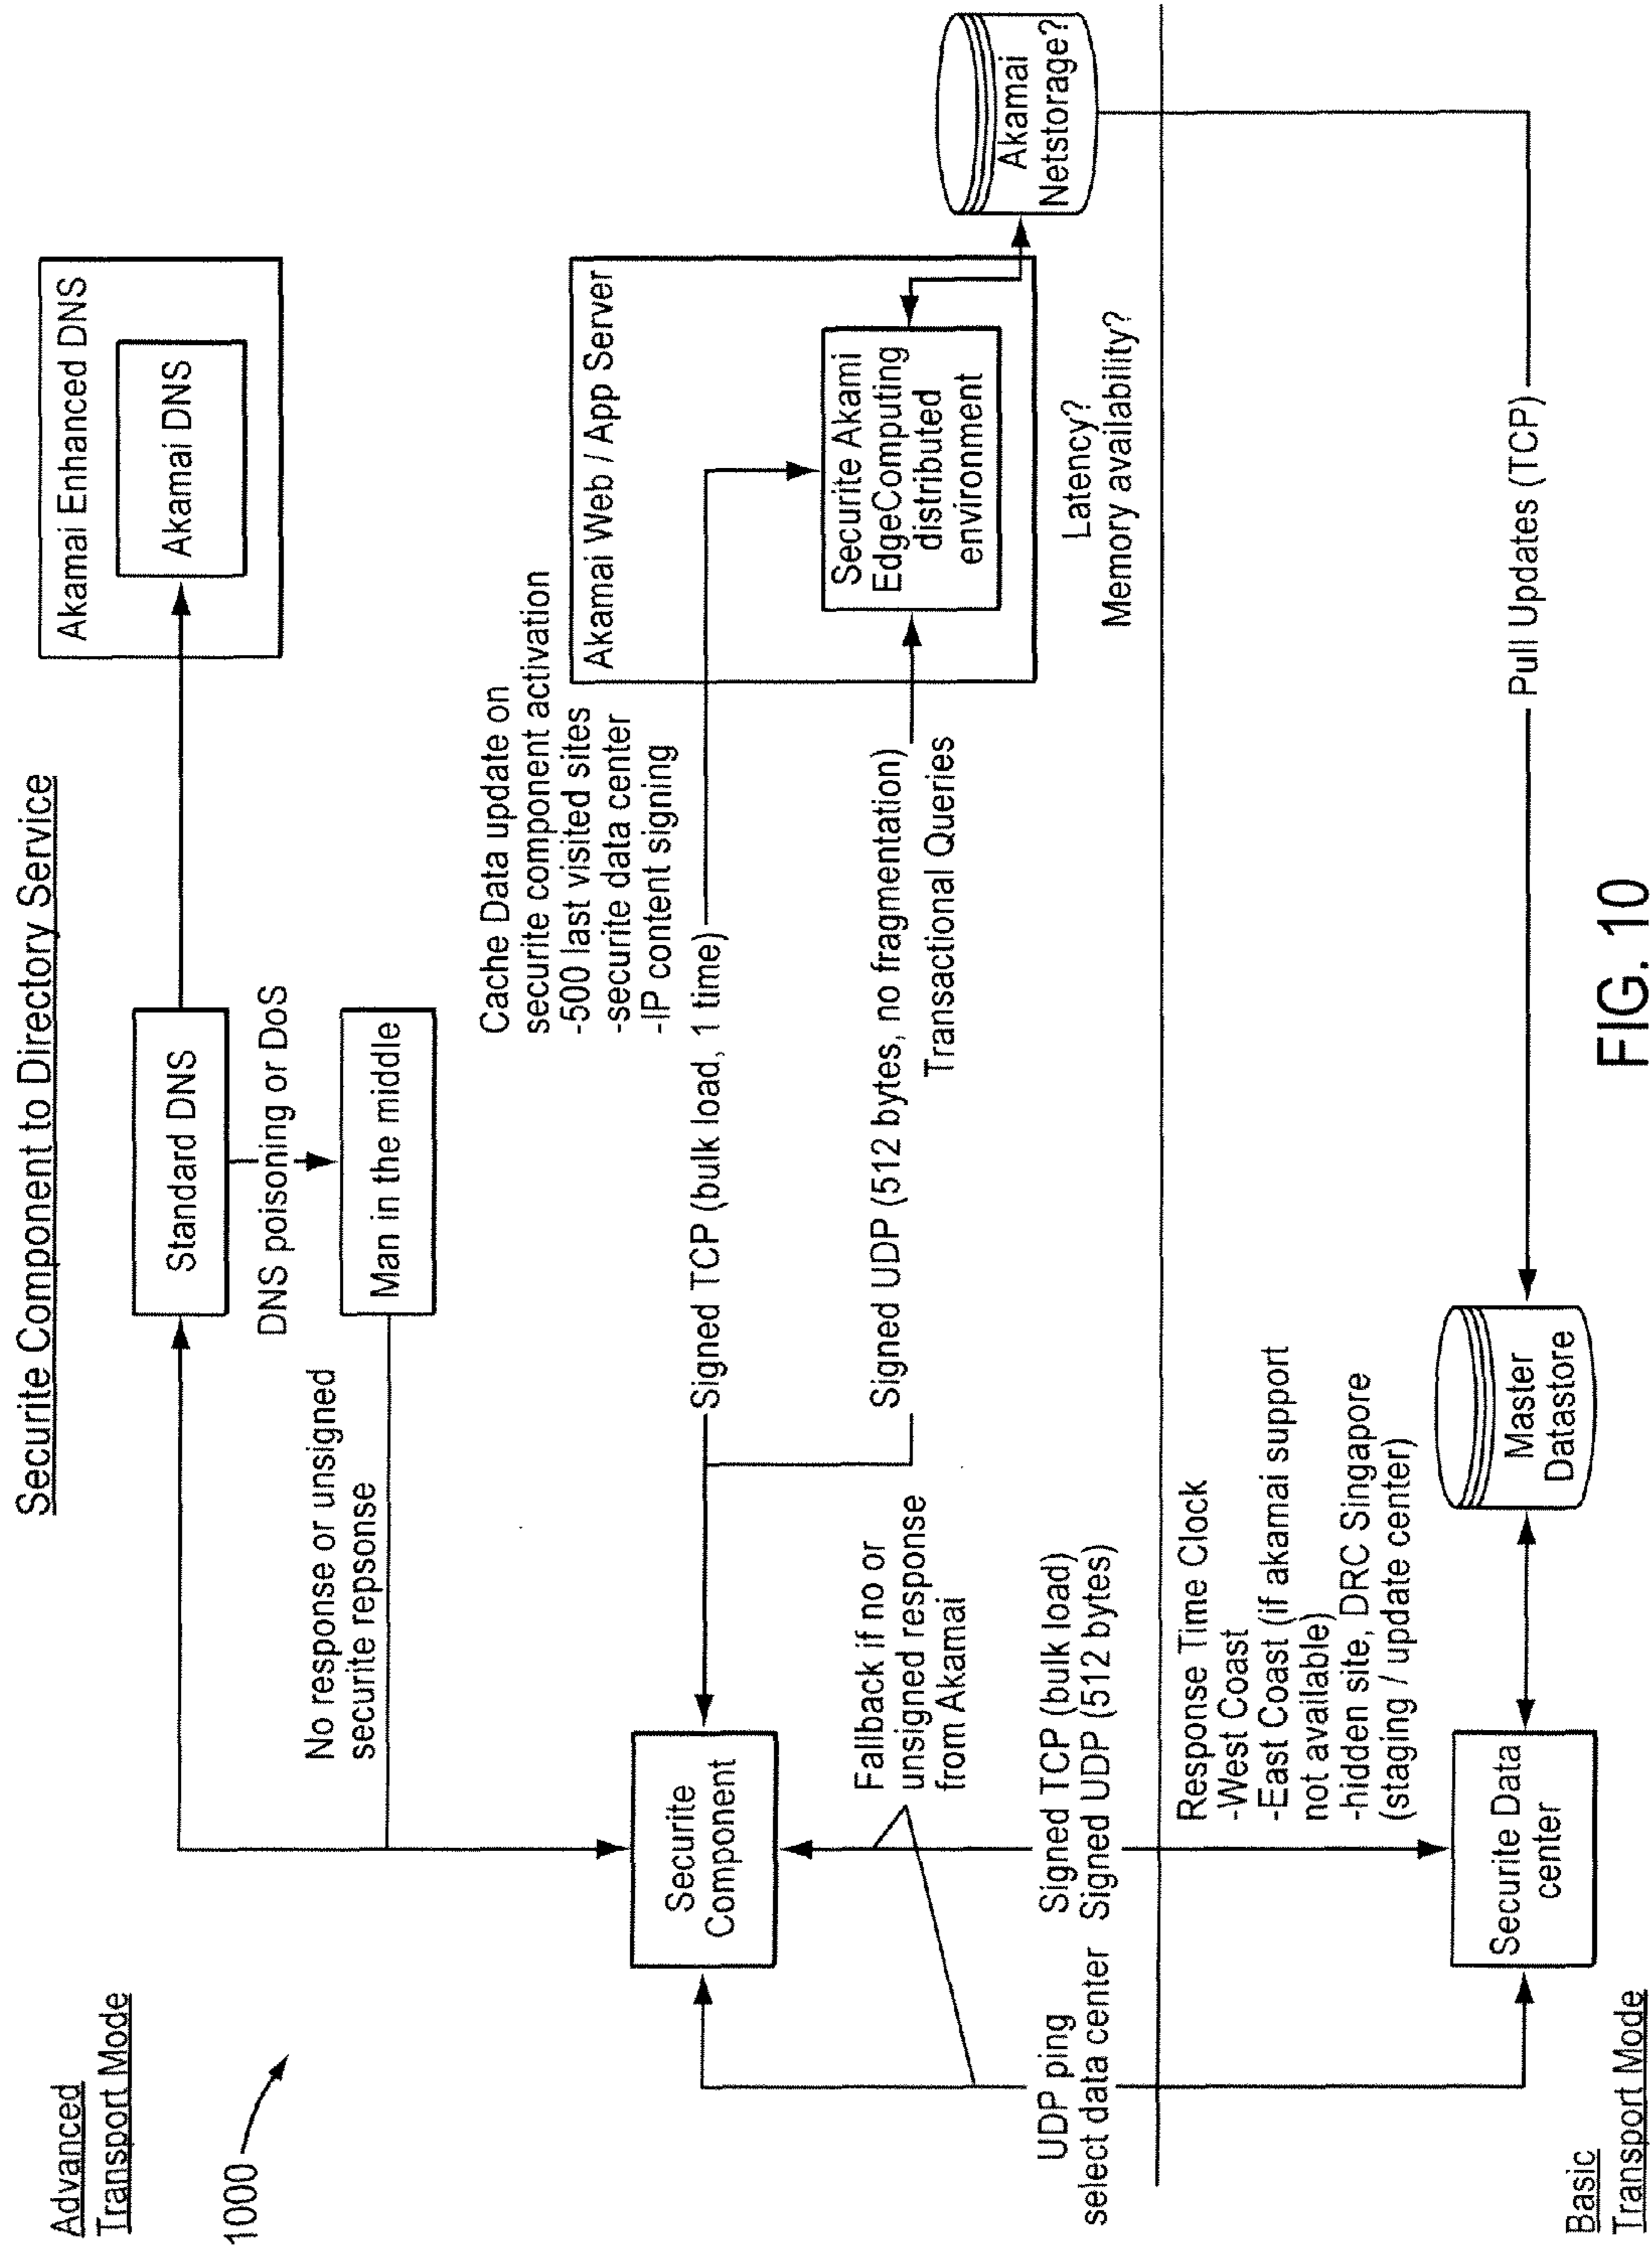 Securite Component to Directory Service
Advanced
Transport Mode
1000
Akamai Enhanced DNS
Akamai DNS
Standard DNS
DNS poisoning or DoS
Man in the middle
No response or unsigned
securite repsonse
Cache Data update on
securite component activation
-500 last visited sites
-securite data center
-IP content signing
Signed TCP (bulk load, 1 time)
Akamai Web / App Server
Securite Akami
EdgeComputing
distributed
environment
Signed UDP (512 bytes, no fragmentation)
Transactional Queries
Akamai
Netstorage?
Latency?
Memory availability?
Securite
Component
Fallback if no or
unsigned response
from Akamai
UDP ping
select data center
Signed TCP (bulk load)
Signed UDP (512 bytes)
Response Time Clock
-West Coast
-East Coast (if akamai support
not available)
-hidden site, DRC Singapore
(staging / update center)
Securite Data
center
Master
Datastore
Pull Updates (TCP)
Basic
Transport Mode
FIG. 10